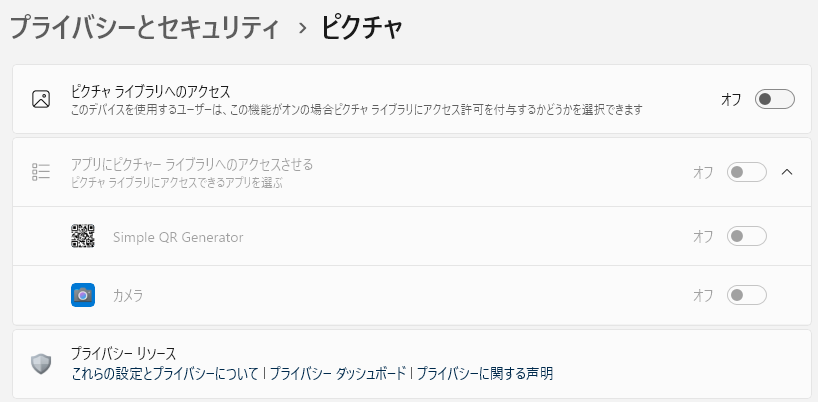 プライバシーとセキュリティ › ピクチャ
ピクチャ ライブラリへのアクセス
このデバイスを使用するユーザーは、この機能がオンの場合ピクチャ ライブラリにアクセス許可を付与するかどうかを選択できます
オフ
アプリにピクチャー ライブラリへのアクセスさせる
ピクチャ ライブラリにアクセスできるアプリを選ぶ
オフ
Simple QR Generator
オフ
カメラ
オフ
プライバシー リソース
これらの設定とプライバシーについて | プライバシー ダッシュボード | プライバシーに関する声明